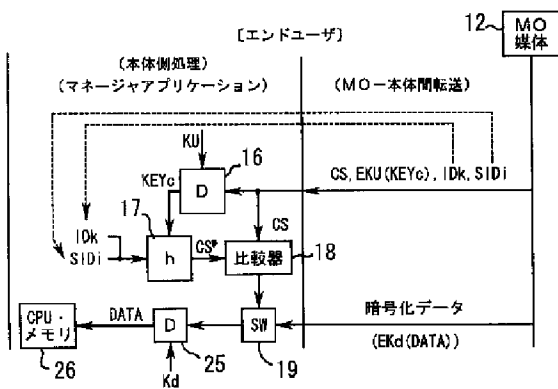 [エンドユーザ]
12
MO
媒体
(本体側処理)
(マネージャアプリケーション)
(MO−本体間転送)
KU
16
KEYc
D
CS, EKU(KEYc), IDk, SIDi
17
CS
IDk
SIDi
h
CS*
比較器
18
CPU・
メモリ
DATA
D
SW
暗号化データ
(EKd(DATA))
26
25
19
Kd